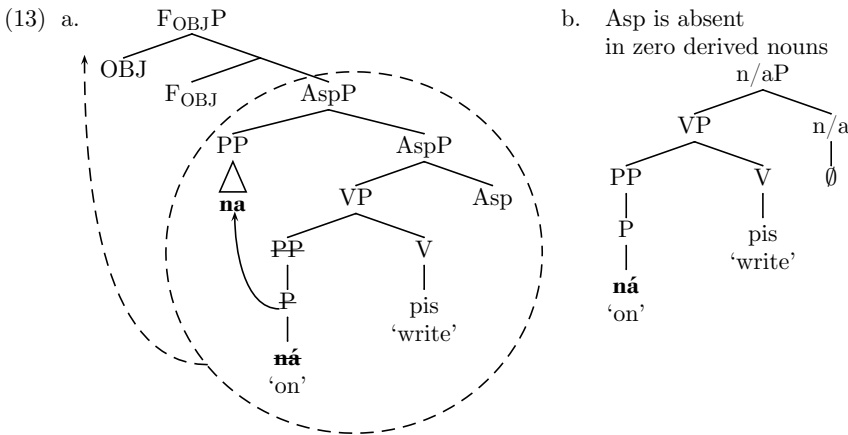 (13) a. F_OBJP
OBJ
F_OBJ AspP
PP AspP
na VP Asp
PP V
P pis
‘write’
ná
‘on’
b. Asp is absent
in zero derived nouns
n/aP
VP n/a
PP V ∅
P pis
‘write’
ná
‘on’